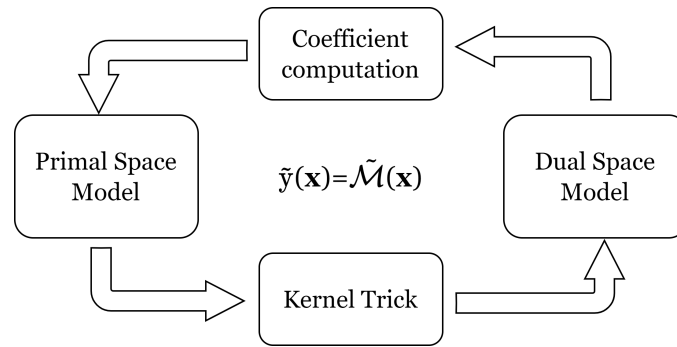 Coefficient
computation
Primal Space
Model
ỹ(𝐱)=ℳ̃(𝐱)
Dual Space
Model
Kernel Trick